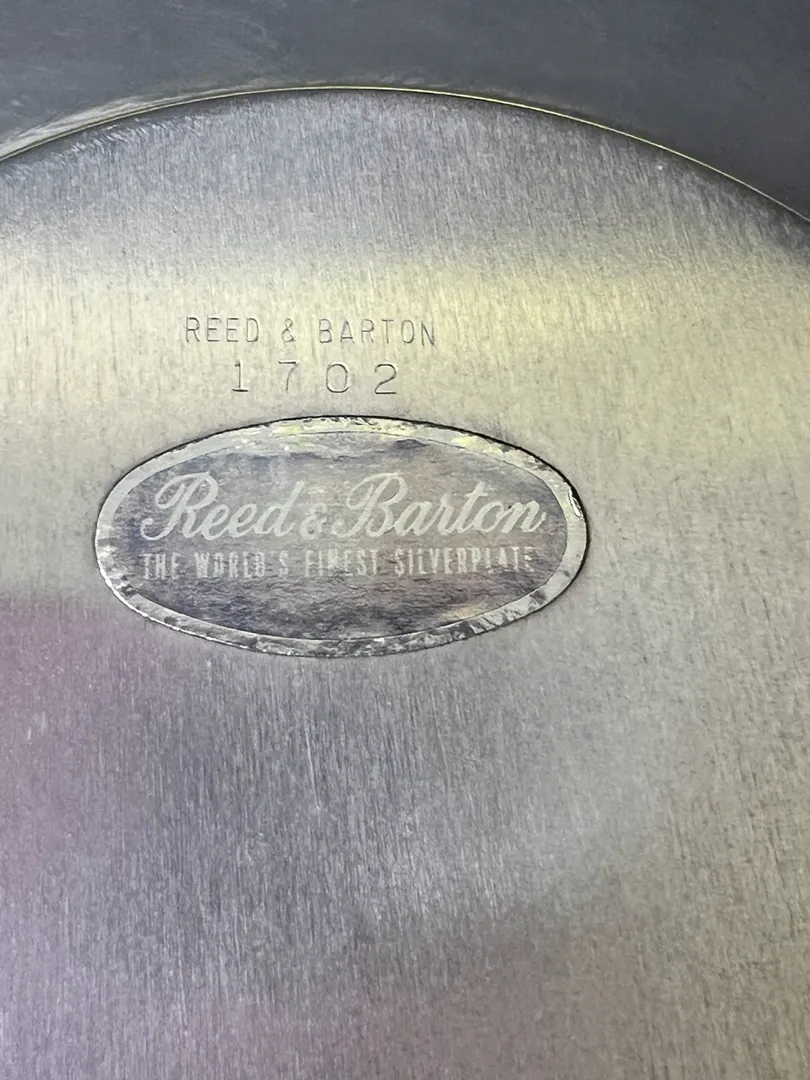 REED & BARTON
1702
Reed & Barton
THE WORLD'S FINEST SILVERPLATE